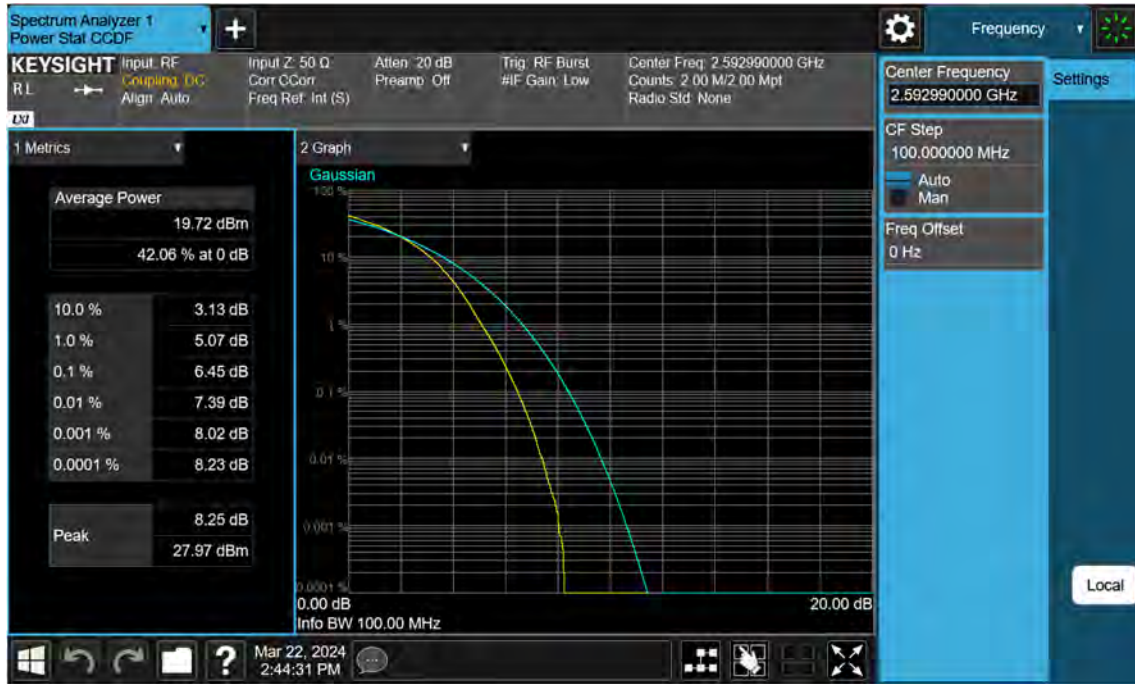 Spectrum Analyzer 1
Power Stat CCDF
+
Frequency
KEYSIGHT
Input: RF
Input Z: 50 Ω
Atten: 20 dB
Trig: RF Burst
Center Freq: 2.592990000 GHz
RL
Coupling: DC
Corr CCorr
Preamp: Off
#IF Gain: Low
Counts: 2.00 M/2.00 Mpt
Align: Auto
Freq Ref: Int (S)
Radio Std: None
LXI
Center Frequency
2.592990000 GHz
Settings
CF Step
100.000000 MHz
Auto
Man
Freq Offset
0 Hz
1 Metrics
Average Power
19.72 dBm
42.06 % at 0 dB
10.0 % 3.13 dB
1.0 % 5.07 dB
0.1 % 6.45 dB
0.01 % 7.39 dB
0.001 % 8.02 dB
0.0001 % 8.23 dB
Peak
8.25 dB
27.97 dBm
2 Graph
Gaussian
100 %
10 %
1 %
0.1 %
0.01 %
0.001 %
0.0001 %
0.00 dB
20.00 dB
Info BW 100.00 MHz
Local
?
Mar 22, 2024
2:44:31 PM